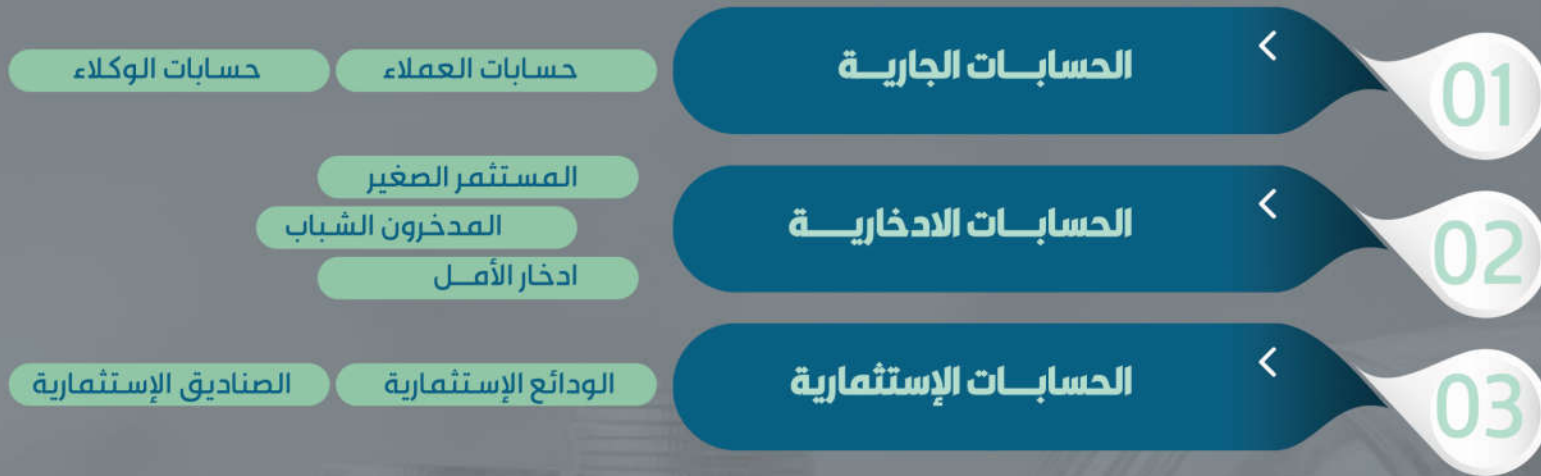 01
الحسابـــات الجاريـــة
حسابات العملاء
حسابات الوكلاء
02
الحسابـــات الادخاريــــة
المستثمر الصغير
المدخرون الشباب
ادخار الأمـــل
03
الحسابـــات الإستثمارية
الودائع الإستثمارية
الصناديق الإستثمارية